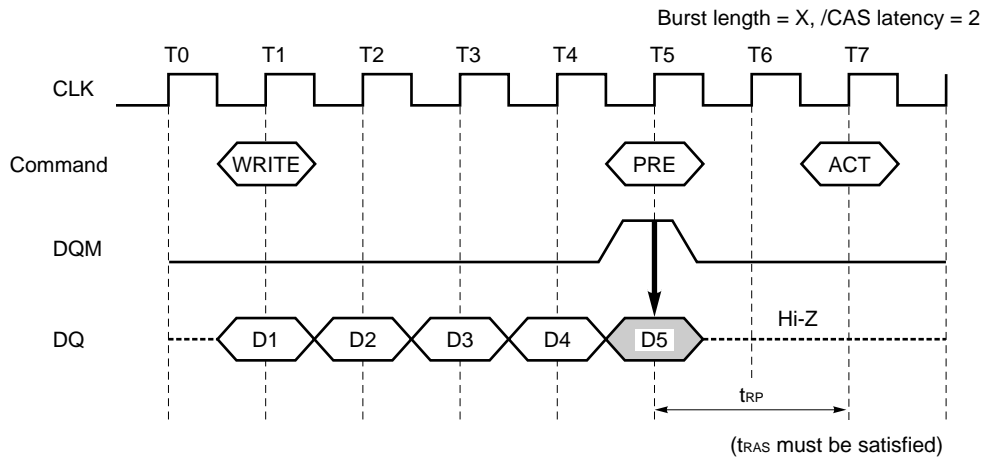 Burst length = X, /CAS latency = 2
T0 T1 T2 T3 T4 T5 T6 T7
CLK
Command WRITE PRE ACT
DQM
Hi-Z
DQ D1 D2 D3 D4 D5
tRP
(tRAS must be satisfied)